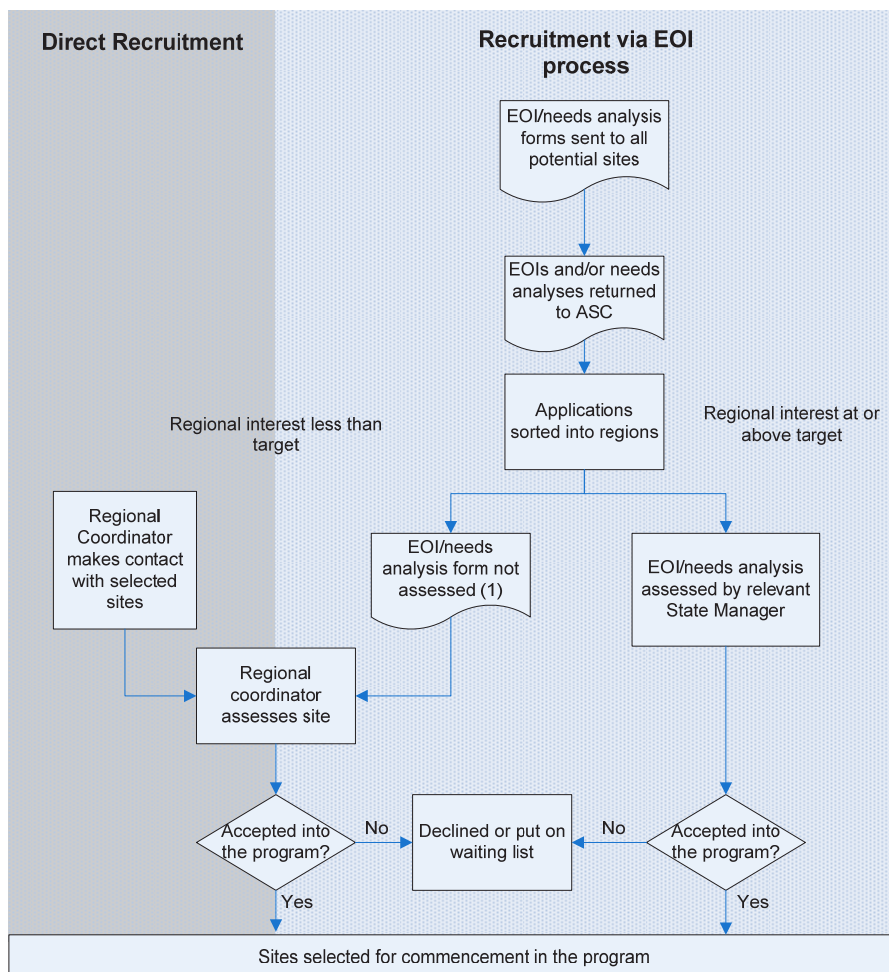 Direct Recruitment
Recruitment via EOI
process
EOI/needs analysis
forms sent to all
potential sites
EOIs and/or needs
analyses returned
to ASC
Applications
sorted into regions
Regional interest less than
target
Regional interest at or
above target
Regional
Coordinator
makes contact
with selected
sites
EOI/needs
analysis form not
assessed (1)
EOI/needs analysis
assessed by relevant
State Manager
Regional
coordinator
assesses site
Accepted into
the program?
No
Declined or put on
waiting list
No
Accepted into
the program?
Yes
Yes
Sites selected for commencement in the program